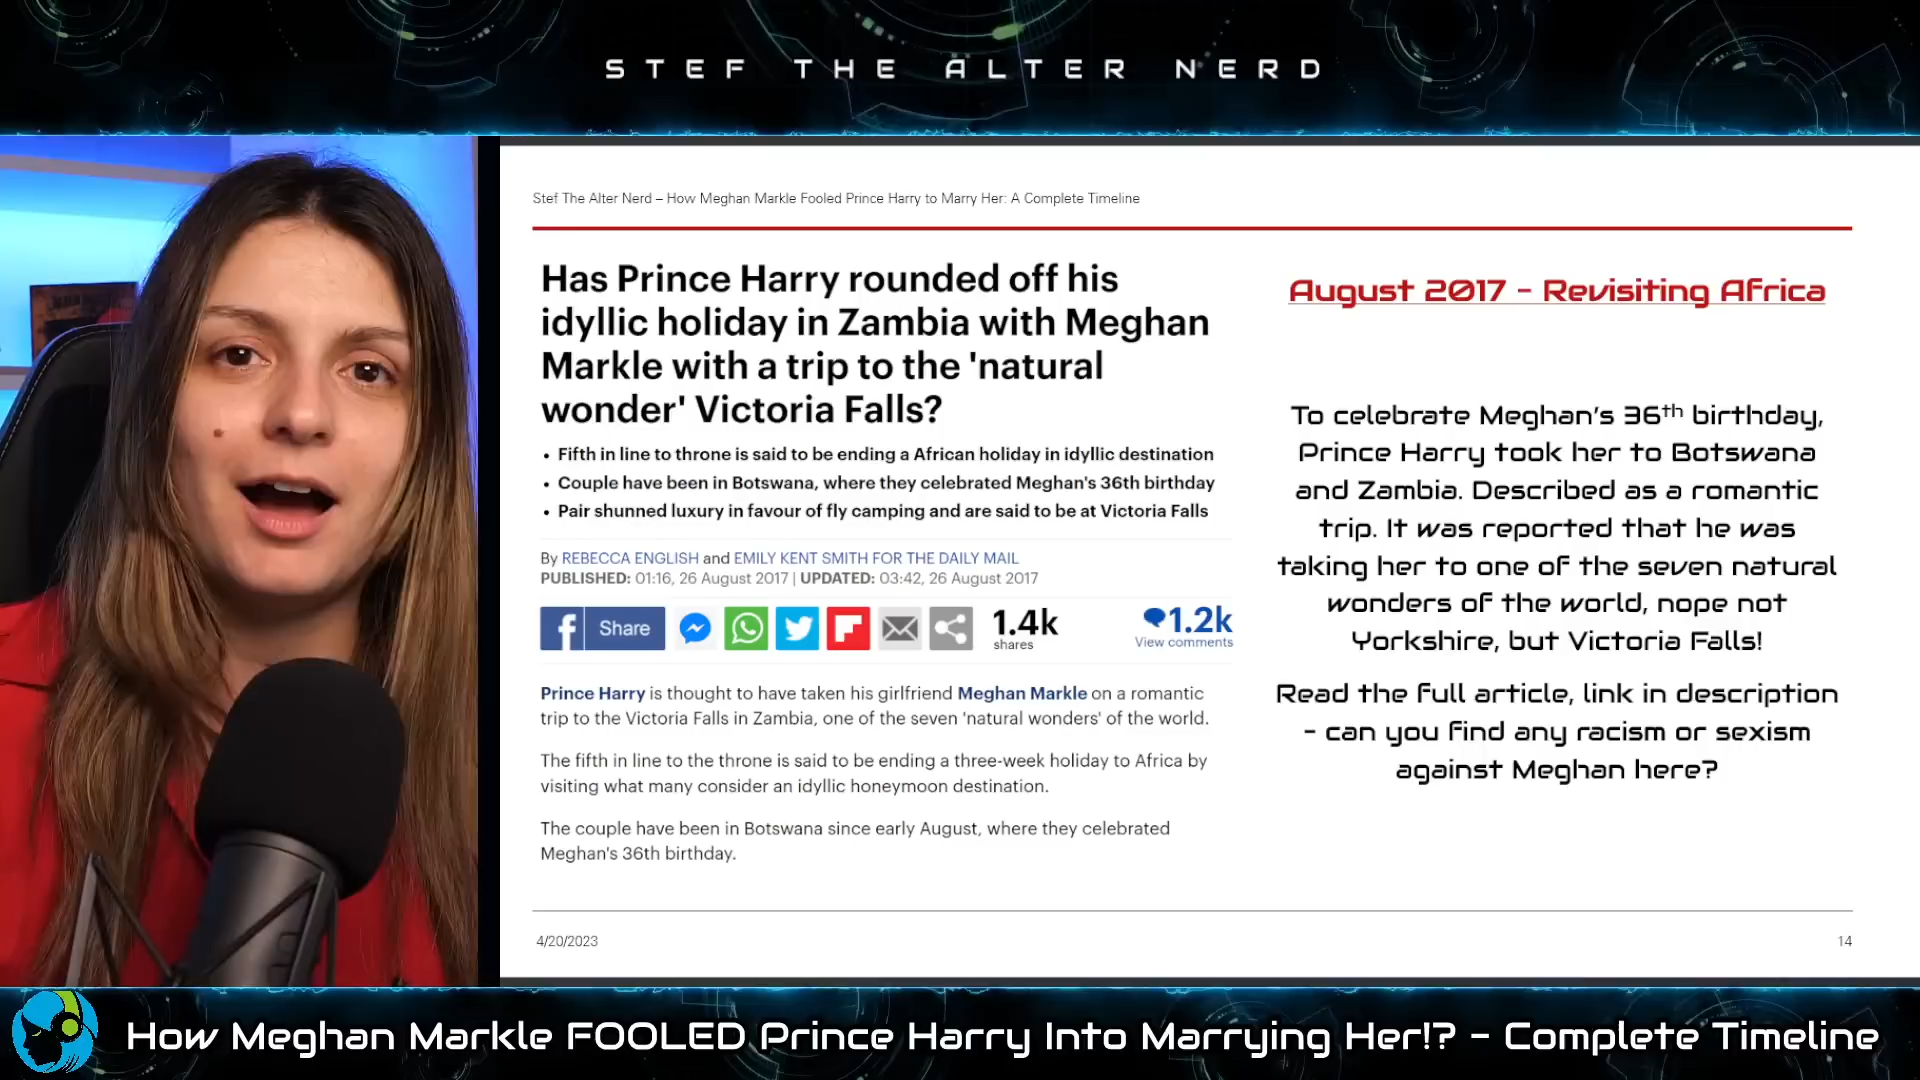 STEF THE ALTER NERD
Stef The Alter Nerd – How Meghan Markle Fooled Prince Harry to Marry Her: A Complete Timeline
Has Prince Harry rounded off his
idyllic holiday in Zambia with Meghan
Markle with a trip to the 'natural
wonder' Victoria Falls?
• Fifth in line to throne is said to be ending a African holiday in idyllic destination
• Couple have been in Botswana, where they celebrated Meghan's 36th birthday
• Pair shunned luxury in favour of fly camping and are said to be at Victoria Falls
By REBECCA ENGLISH and EMILY KENT SMITH FOR THE DAILY MAIL
PUBLISHED: 01:16, 26 August 2017 | UPDATED: 03:42, 26 August 2017
f Share
1.4k
shares
1.2k
View comments
Prince Harry is thought to have taken his girlfriend Meghan Markle on a romantic
trip to the Victoria Falls in Zambia, one of the seven 'natural wonders' of the world.
The fifth in line to the throne is said to be ending a three-week holiday to Africa by
visiting what many consider an idyllic honeymoon destination.
The couple have been in Botswana since early August, where they celebrated
Meghan's 36th birthday.
August 2017 - Revisiting Africa
To celebrate Meghan's 36th birthday,
Prince Harry took her to Botswana
and Zambia. Described as a romantic
trip. It was reported that he was
taking her to one of the seven natural
wonders of the world, nope not
Yorkshire, but Victoria Falls!
Read the full article, link in description
- can you find any racism or sexism
against Meghan here?
4/20/2023
14
How Meghan Markle FOOLED Prince Harry Into Marrying Her!? - Complete Timeline